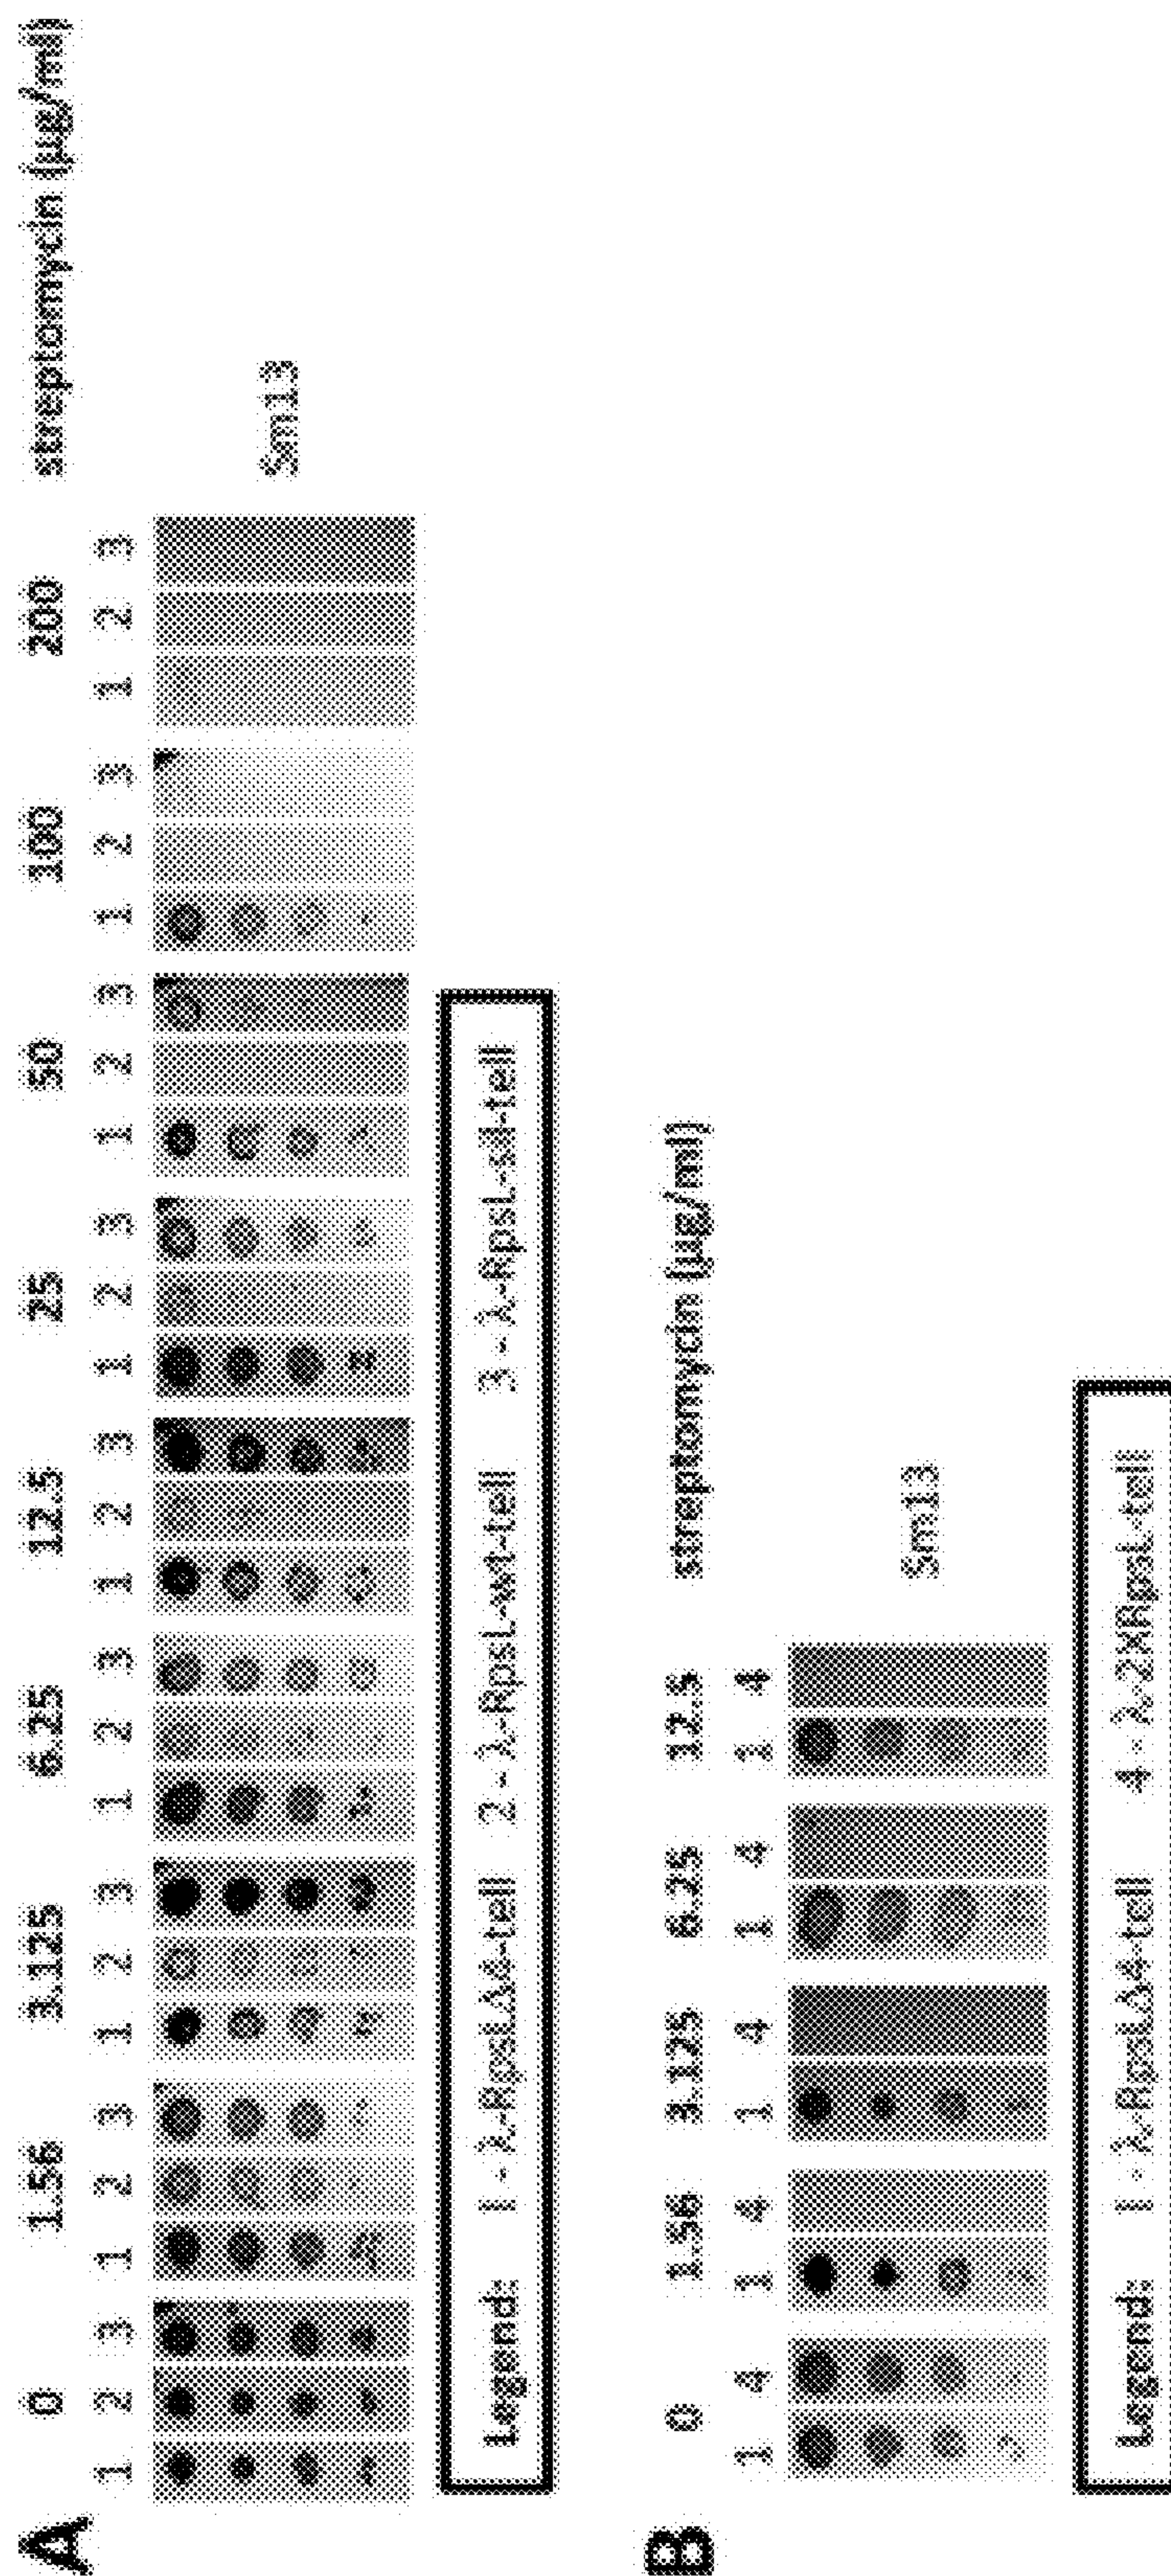 A
0 1.56 3.125 6.25 12.5 25 50 100 200 streptomycin (µg/ml)
1 2 3 1 2 3 1 2 3 1 2 3 1 2 3 1 2 3 1 2 3 1 2 3 1 2 3
Sm13
Legend: 1 - λ-RpsLΔ4-tell 2 - λ-RpsL-wt-tell 3 - λ-RpsL-sil-tell
B
0 1.56 3.125 6.25 12.5 streptomycin (µg/ml)
1 4 1 4 1 4 1 4 1 4
Sm13
Legend: 1 - λ-RpsLΔ4-tell 4 - λ-2XRpsL-tell